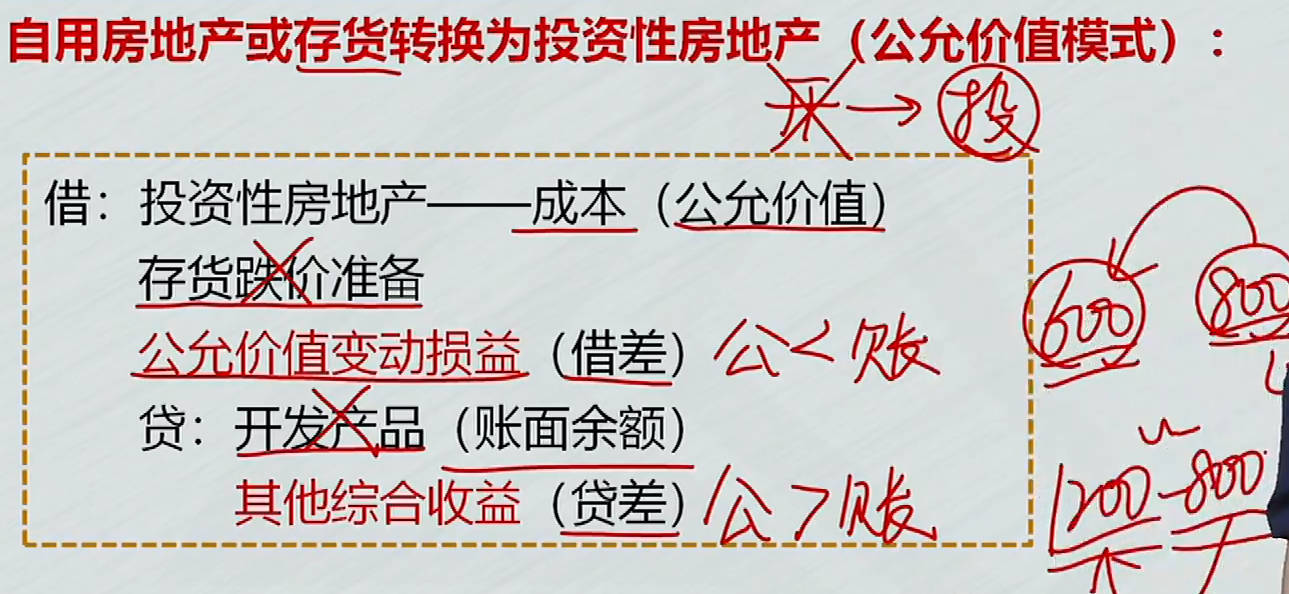 自用房地产或存货转换为投资性房地产（公允价值模式）：
投
借：投资性房地产——成本（公允价值）
存货跌价准备
600 800
公允价值变动损益（借差） 公<账
贷：开发产品（账面余额）
1200-800
其他综合收益（贷差） 公>账